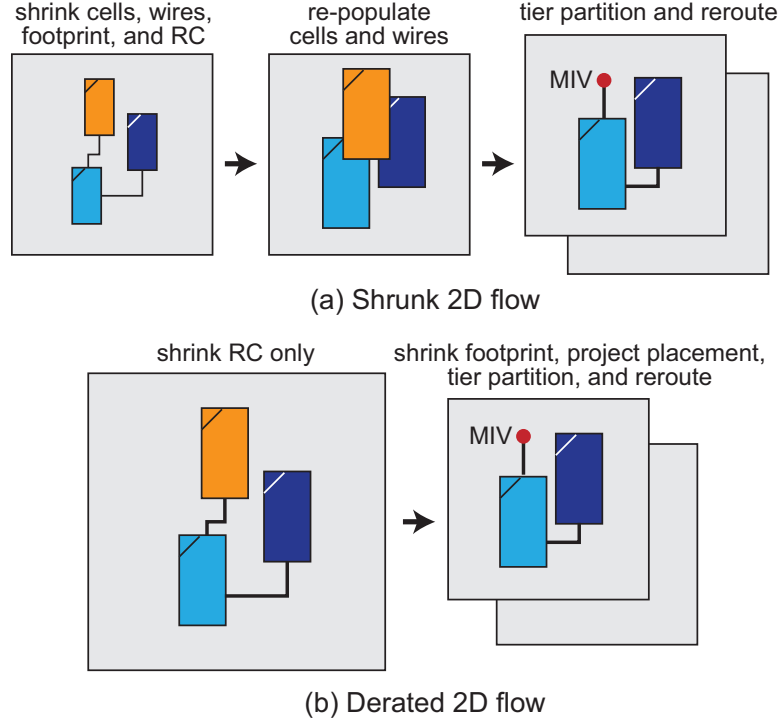 shrink cells, wires,
footprint, and RC
re-populate
cells and wires
tier partition and reroute
MIV
(a) Shrunk 2D flow
shrink RC only
shrink footprint, project placement,
tier partition, and reroute
MIV
(b) Derated 2D flow